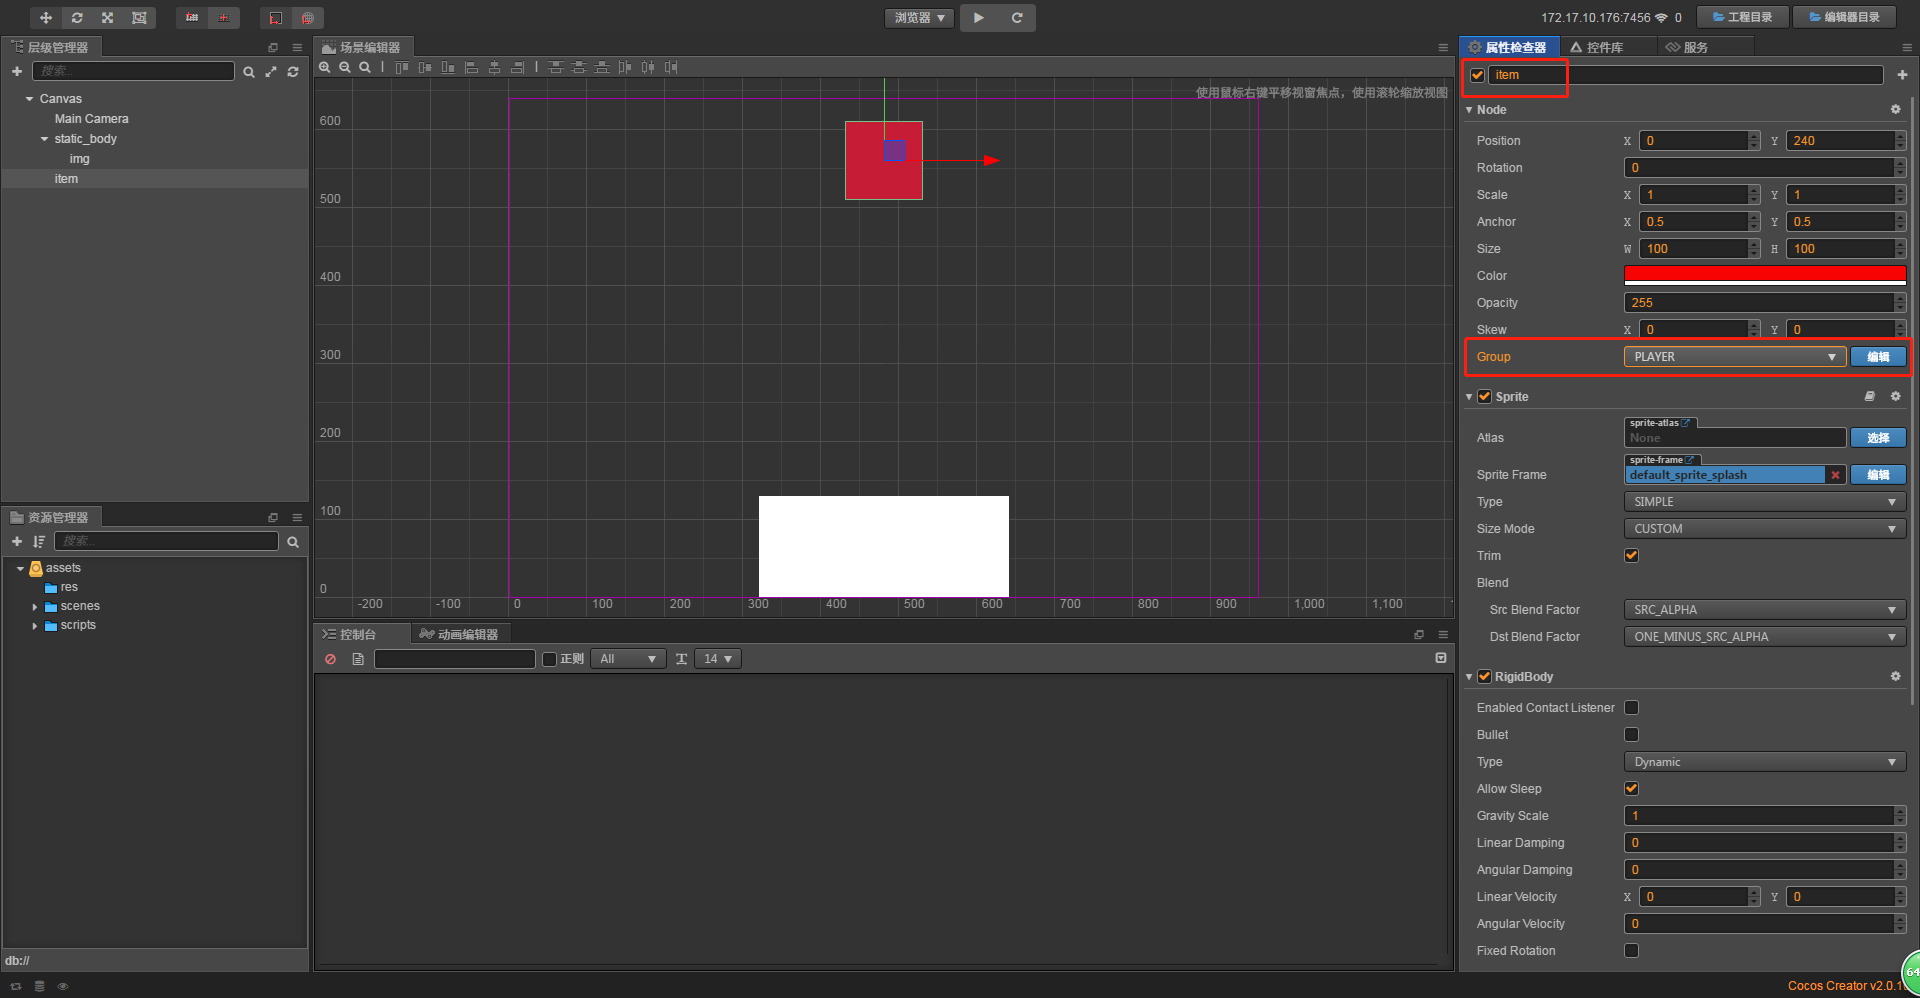 浏览器
172.17.10.176:7456 0
工程目录
编辑器目录
层级管理器
搜索...
Canvas
Main Camera
static_body
img
item
资源管理器
搜索...
assets
res
scenes
scripts
db://
场景编辑器
使用鼠标右键平移视窗焦点，使用滚轮缩放视图
600
500
400
300
200
100
0
-200 -100 0 100 200 300 400 500 600 700 800 900 1,000 1,100
控制台 动画编辑器
正则 All 14
属性检查器 控件库 服务
item
Node
Position X 0 Y 240
Rotation 0
Scale X 1 Y 1
Anchor X 0.5 Y 0.5
Size W 100 H 100
Color
Opacity 255
Skew X 0 Y 0
Group PLAYER 编辑
Sprite
sprite-atlas
Atlas None 选择
sprite-frame
Sprite Frame default_sprite_splash 编辑
Type SIMPLE
Size Mode CUSTOM
Trim
Blend
Src Blend Factor SRC_ALPHA
Dst Blend Factor ONE_MINUS_SRC_ALPHA
RigidBody
Enabled Contact Listener
Bullet
Type Dynamic
Allow Sleep
Gravity Scale 1
Linear Damping 0
Angular Damping 0
Linear Velocity X 0 Y 0
Angular Velocity 0
Fixed Rotation
64
Cocos Creator v2.0.1